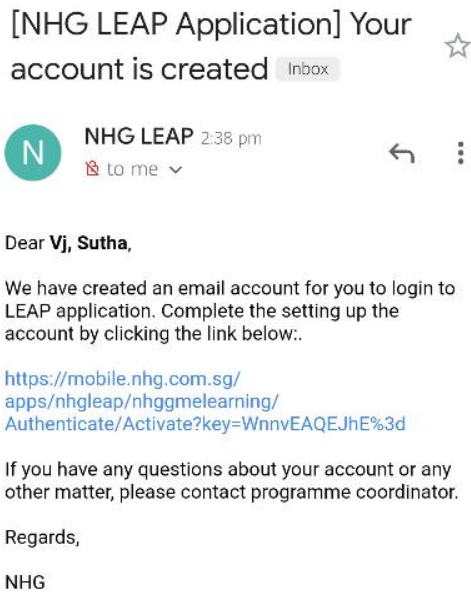 [NHG LEAP Application] Your
account is created Inbox
N
NHG LEAP 2:38 pm
to me
Dear Vj, Sutha,
We have created an email account for you to login to
LEAP application. Complete the setting up the
account by clicking the link below:.
https://mobile.nhg.com.sg/
apps/nhgleap/nhggmelearning/
Authenticate/Activate?key=WnnvEAQEJhE%3d
If you have any questions about your account or any
other matter, please contact programme coordinator.
Regards,
NHG